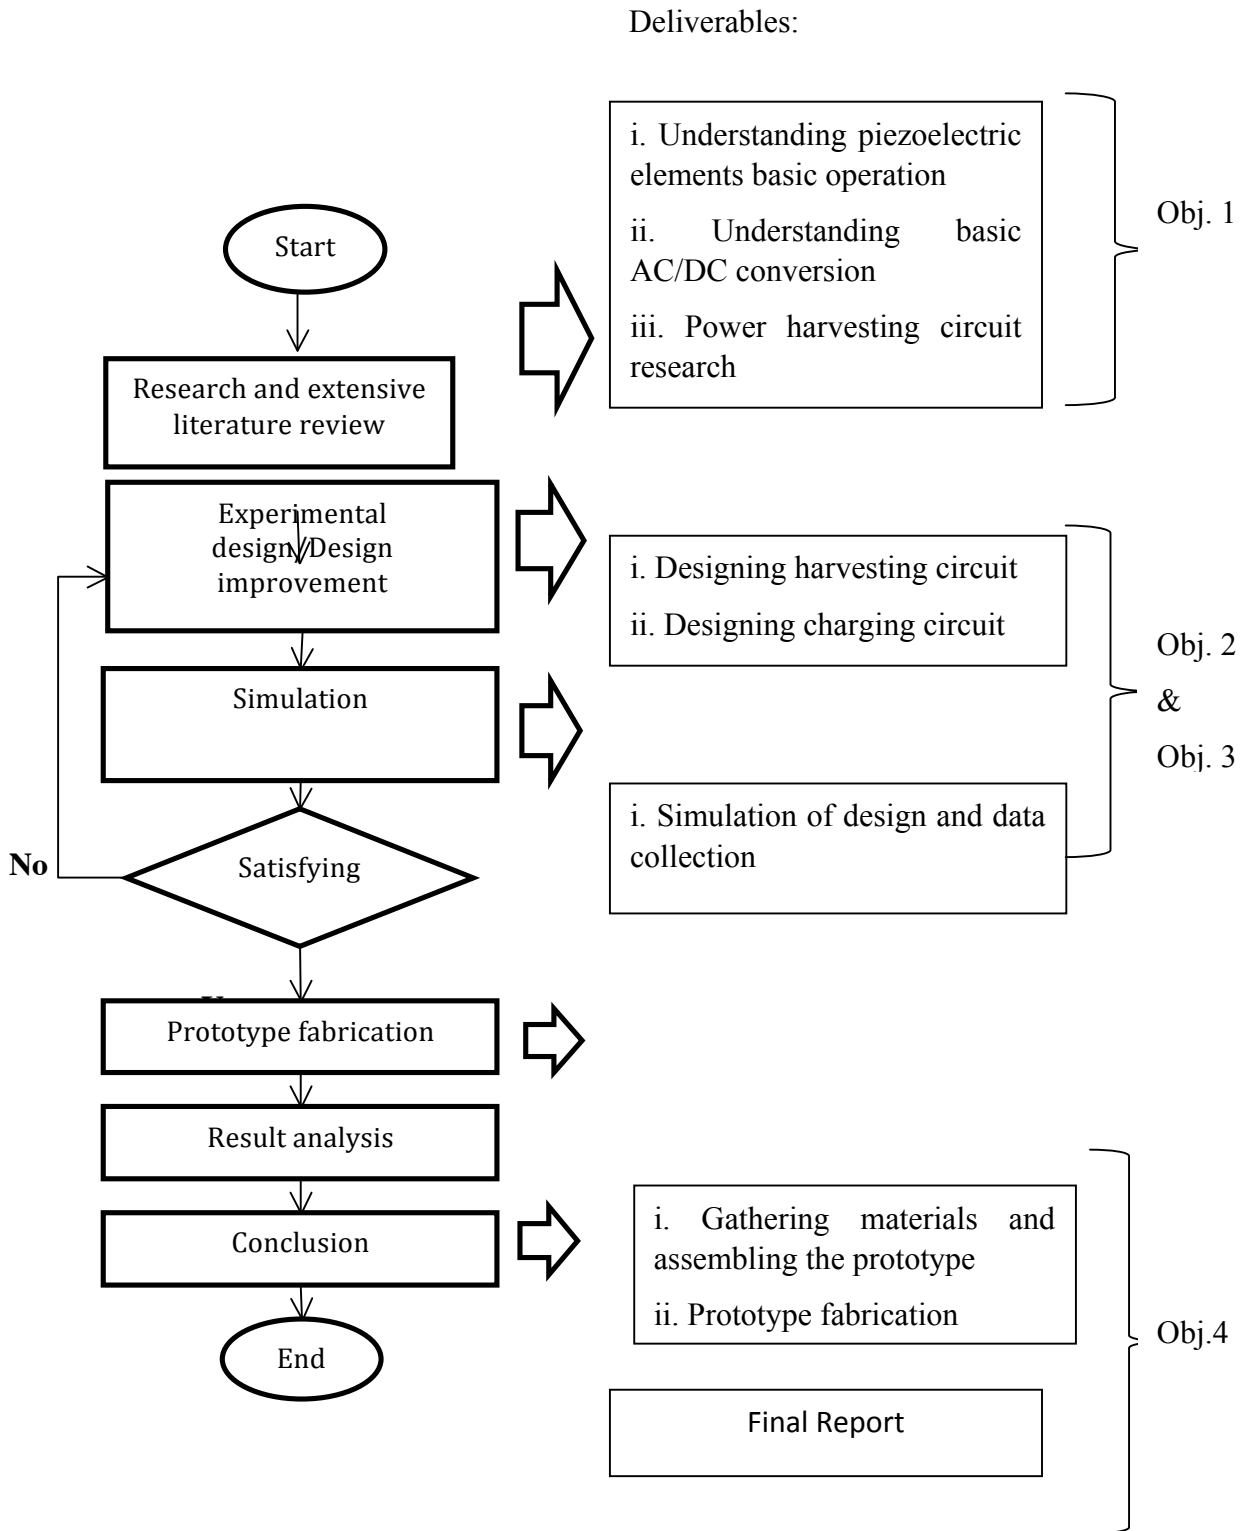 Deliverables:
i. Understanding piezoelectric
elements basic operation
ii. Understanding basic
AC/DC conversion
iii. Power harvesting circuit
research
Obj. 1
Start
Research and extensive
literature review
Experimental
design/Design
improvement
i. Designing harvesting circuit
ii. Designing charging circuit
Obj. 2
&
Obj. 3
Simulation
i. Simulation of design and data
collection
No
Satisfying
Prototype fabrication
Result analysis
Conclusion
i. Gathering materials and
assembling the prototype
ii. Prototype fabrication
Obj.4
End
Final Report